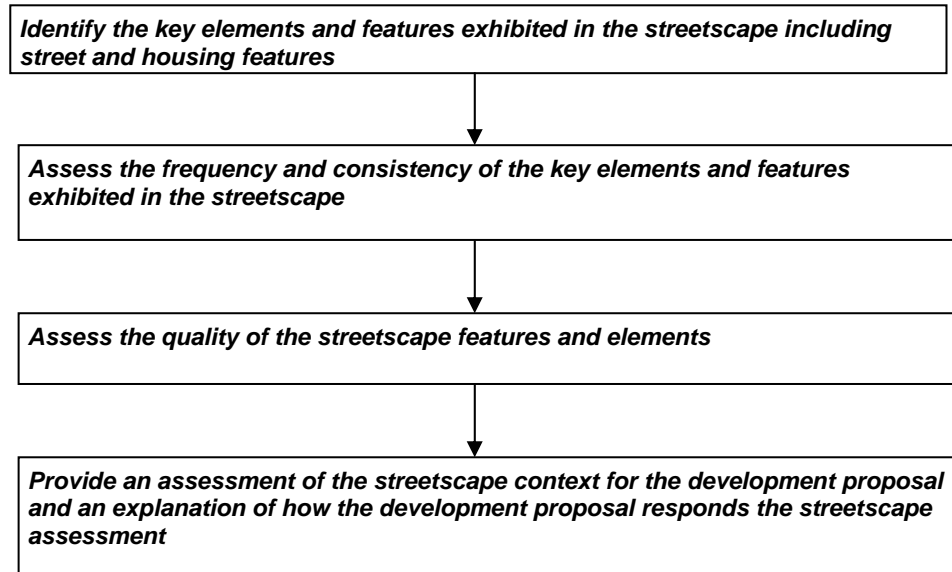 Identify the key elements and features exhibited in the streetscape including
street and housing features
Assess the frequency and consistency of the key elements and features
exhibited in the streetscape
Assess the quality of the streetscape features and elements
Provide an assessment of the streetscape context for the development proposal
and an explanation of how the development proposal responds the streetscape
assessment